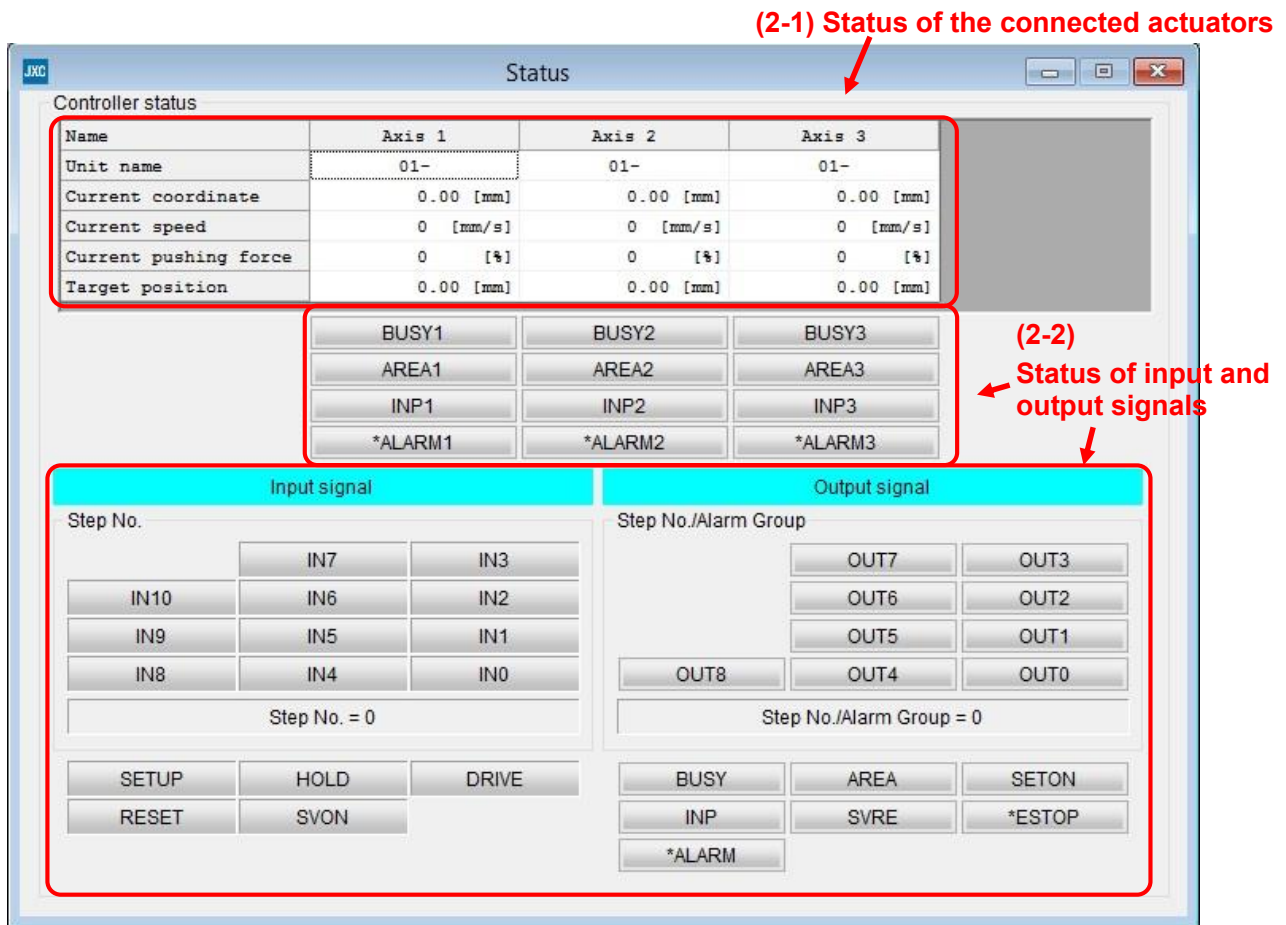 (2-1) Status of the connected actuators
JXC Status
Controller status
Name Axis 1 Axis 2 Axis 3
Unit name 01- 01- 01-
Current coordinate 0.00 [mm] 0.00 [mm] 0.00 [mm]
Current speed 0 [mm/s] 0 [mm/s] 0 [mm/s]
Current pushing force 0 [%] 0 [%] 0 [%]
Target position 0.00 [mm] 0.00 [mm] 0.00 [mm]
BUSY1 BUSY2 BUSY3
AREA1 AREA2 AREA3
INP1 INP2 INP3
*ALARM1 *ALARM2 *ALARM3
(2-2)
Status of input and
output signals
Input signal
Step No.
IN7 IN3
IN10 IN6 IN2
IN9 IN5 IN1
IN8 IN4 IN0
Step No. = 0
SETUP HOLD DRIVE
RESET SVON
Output signal
Step No./Alarm Group
OUT7 OUT3
OUT6 OUT2
OUT5 OUT1
OUT8 OUT4 OUT0
Step No./Alarm Group = 0
BUSY AREA SETON
INP SVRE *ESTOP
*ALARM